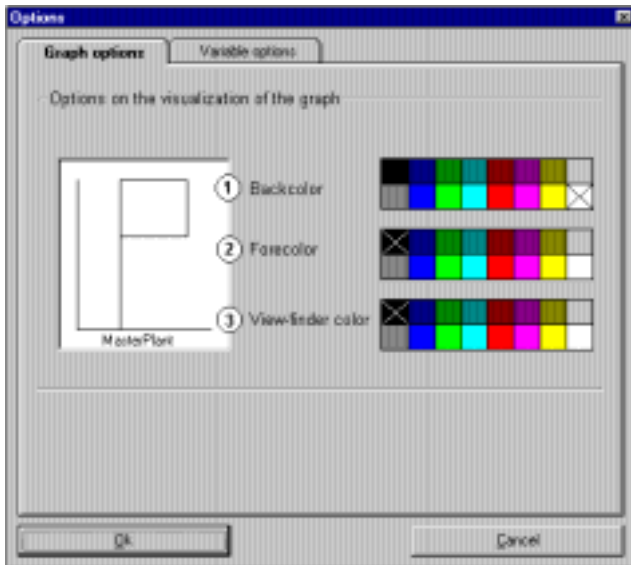 Options
Graph options Variable options
Options on the visualization of the graph
1 Backcolor
2 Forecolor
3 View-finder color
MasterPlant
Ok
Cancel